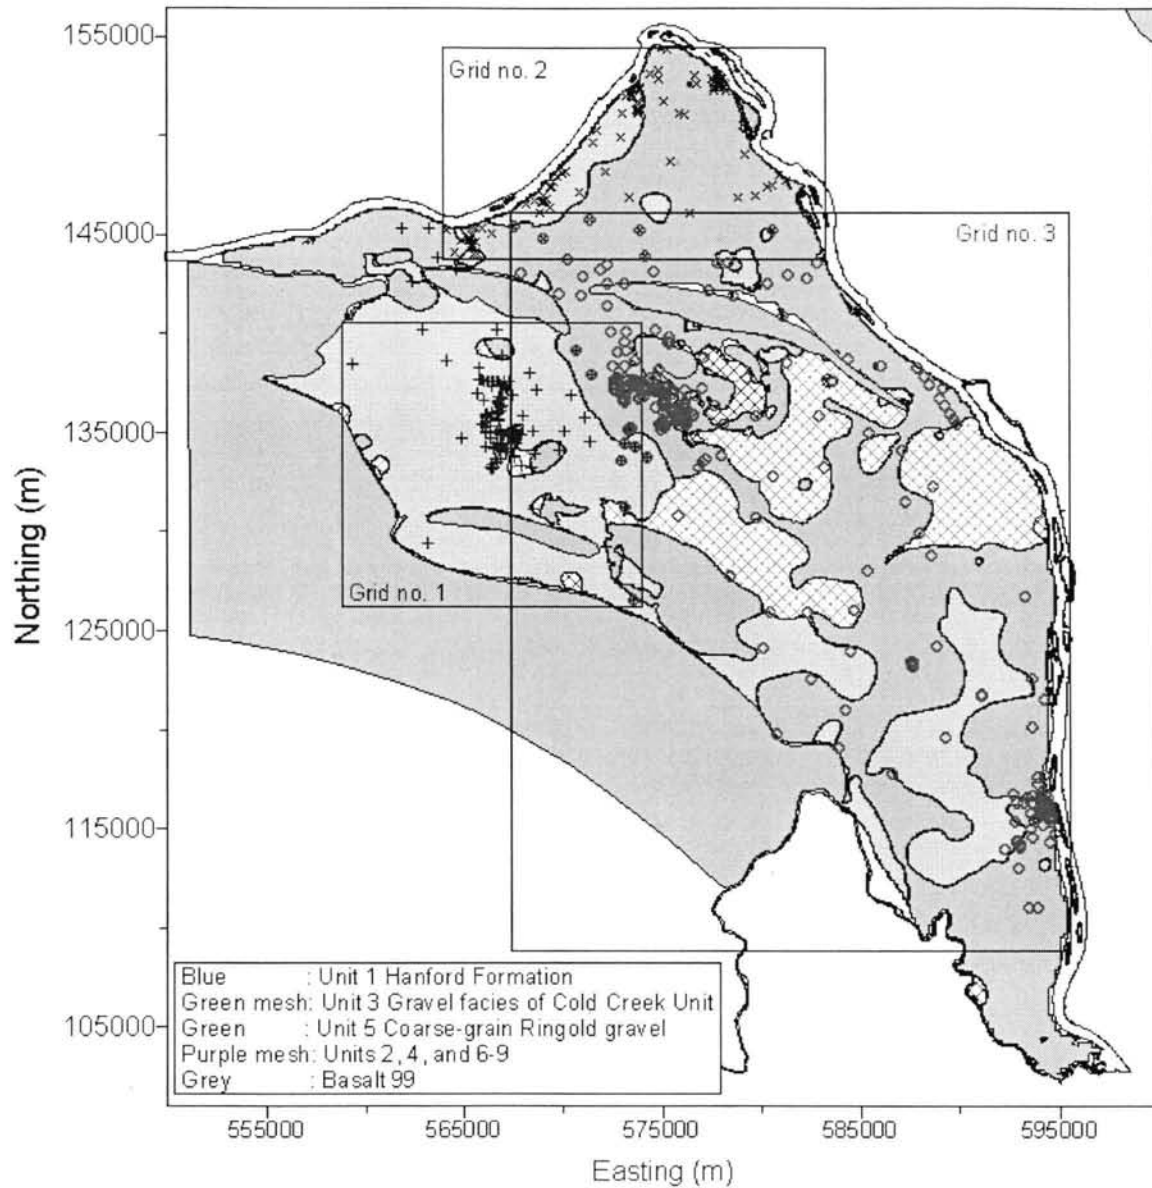 155000
145000
135000
125000
115000
105000
Northing (m)
Grid no. 2
Grid no. 3
Grid no. 1
Blue : Unit 1 Hanford Formation
Green mesh: Unit 3 Gravel facies of Cold Creek Unit
Green : Unit 5 Coarse-grain Ringold gravel
Purple mesh: Units 2, 4, and 6-9
Grey : Basalt 99
555000 565000 575000 585000 595000
Easting (m)